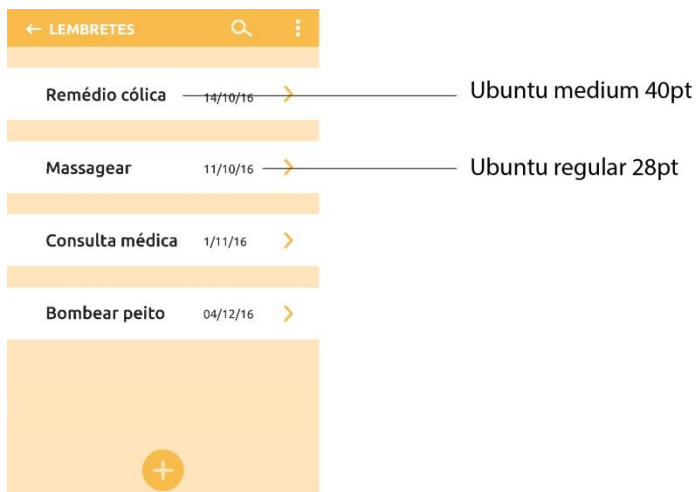 LEMBRETES
Remédio cólica 14/10/16 Ubuntu medium 40pt
Massagear 11/10/16 Ubuntu regular 28pt
Consulta médica 1/11/16
Bombear peito 04/12/16